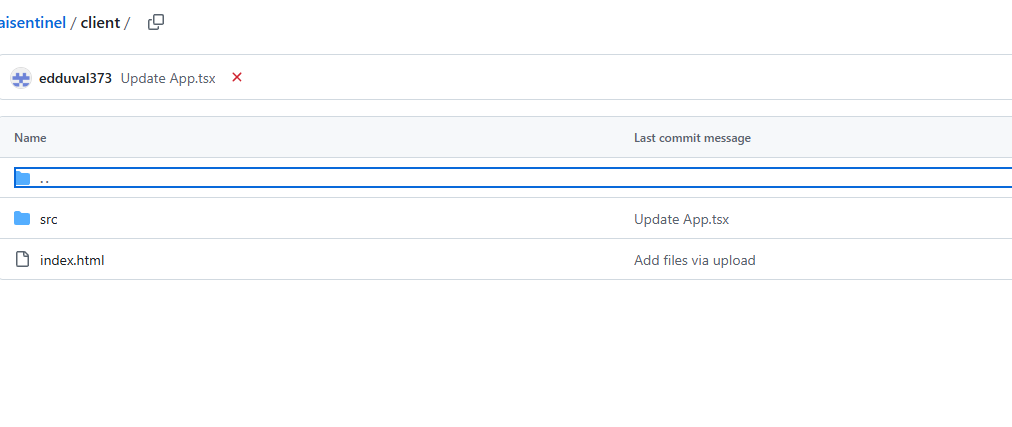 aisentinel / client /
edduval373 Update App.tsx
Name Last commit message
..
src Update App.tsx
index.html Add files via upload